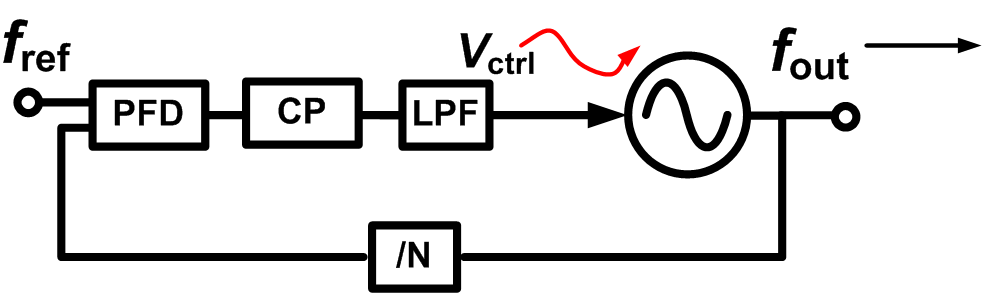 fref
Vctrl
fout
PFD
CP
LPF
/N